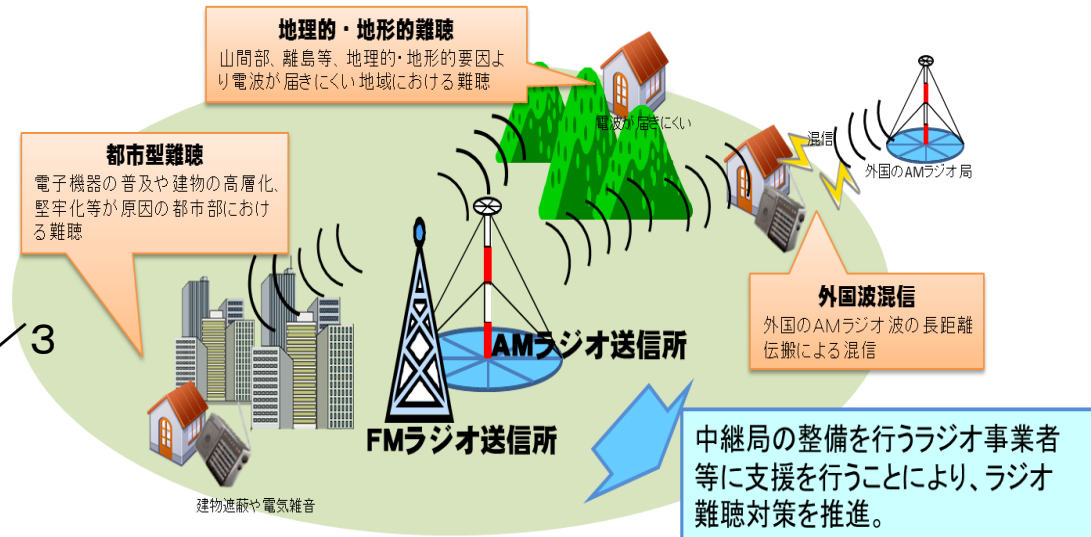 地理的・地形的難聴
山間部、離島等、地理的・地形的要因よ
り電波が届きにくい地域における難聴
電波が届きにくい
混信
外国のAMラジオ局
都市型難聴
電子機器の普及や建物の高層化、
堅牢化等が原因の都市部におけ
る難聴
外国波混信
外国のAMラジオ波の長距離
伝搬による混信
/3
AMラジオ送信所
FMラジオ送信所
建物遮蔽や電気雑音
中継局の整備を行うラジオ事業者
等に支援を行うことにより、ラジオ
難聴対策を推進。